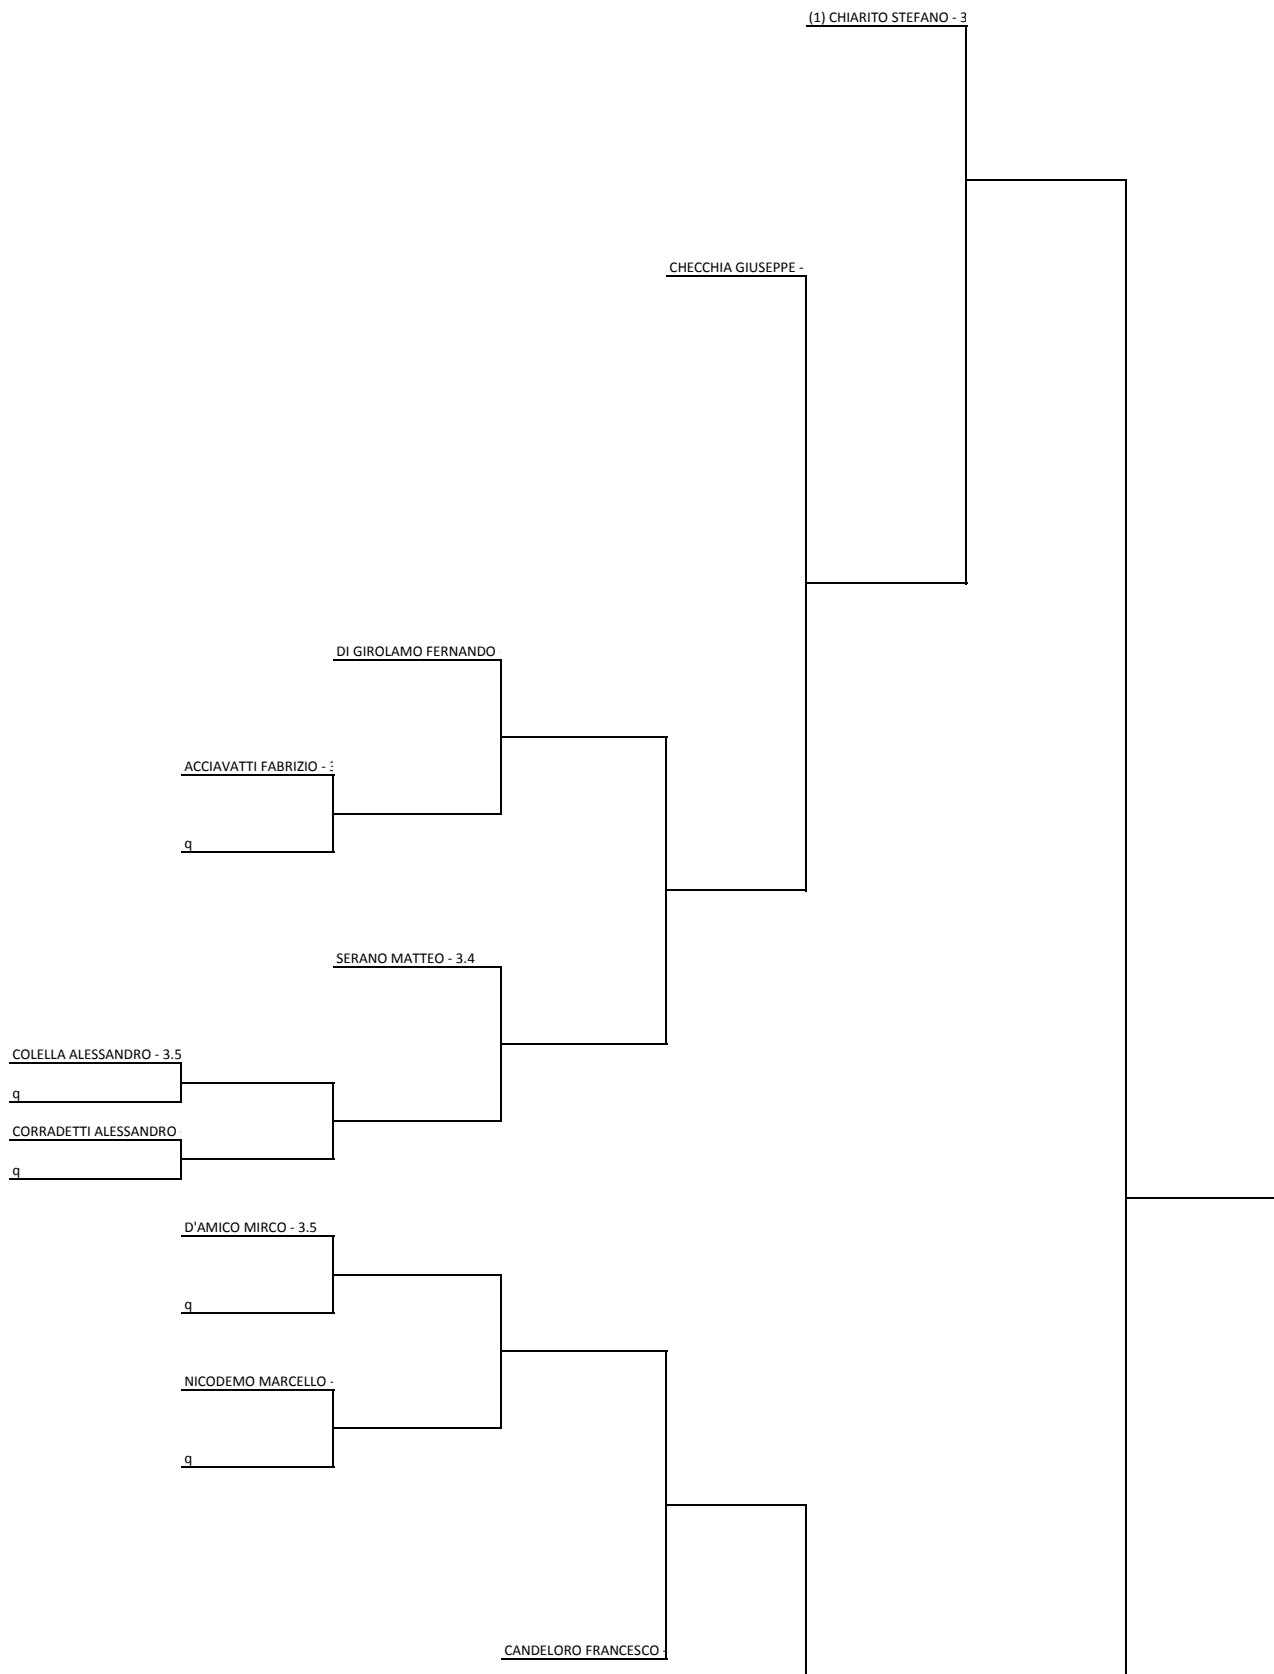 (1) CHIARITO STEFANO - 3
CHECCHIA GIUSEPPE -
DI GIROLAMO FERNANDO
ACCIAVATTI FABRIZIO - 3
q
SERANO MATTEO - 3.4
COLELLA ALESSANDRO - 3.5
q
CORRADETTI ALESSANDRO
q
D'AMICO MIRCO - 3.5
q
NICODEMO MARCELLO -
q
CANDELORO FRANCESCO -